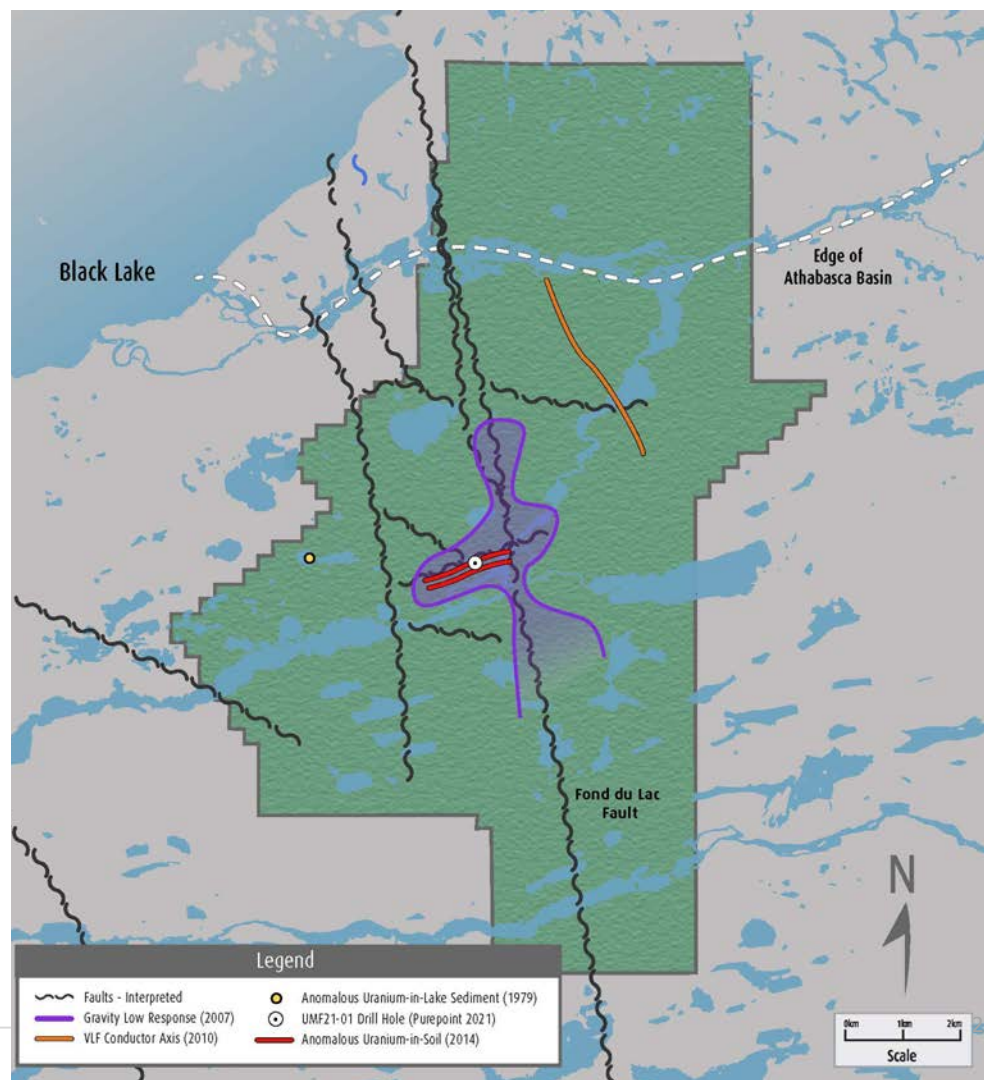 Black Lake
Edge of
Athabasca Basin
Fond du Lac
Fault
N
Legend
Faults - Interpreted
Gravity Low Response (2007)
VLF Conductor Axis (2010)
Anomalous Uranium-in-Lake Sediment (1979)
UMF21-01 Drill Hole (Purepoint 2021)
Anomalous Uranium-in-Soil (2014)
0km 1km 2km
Scale